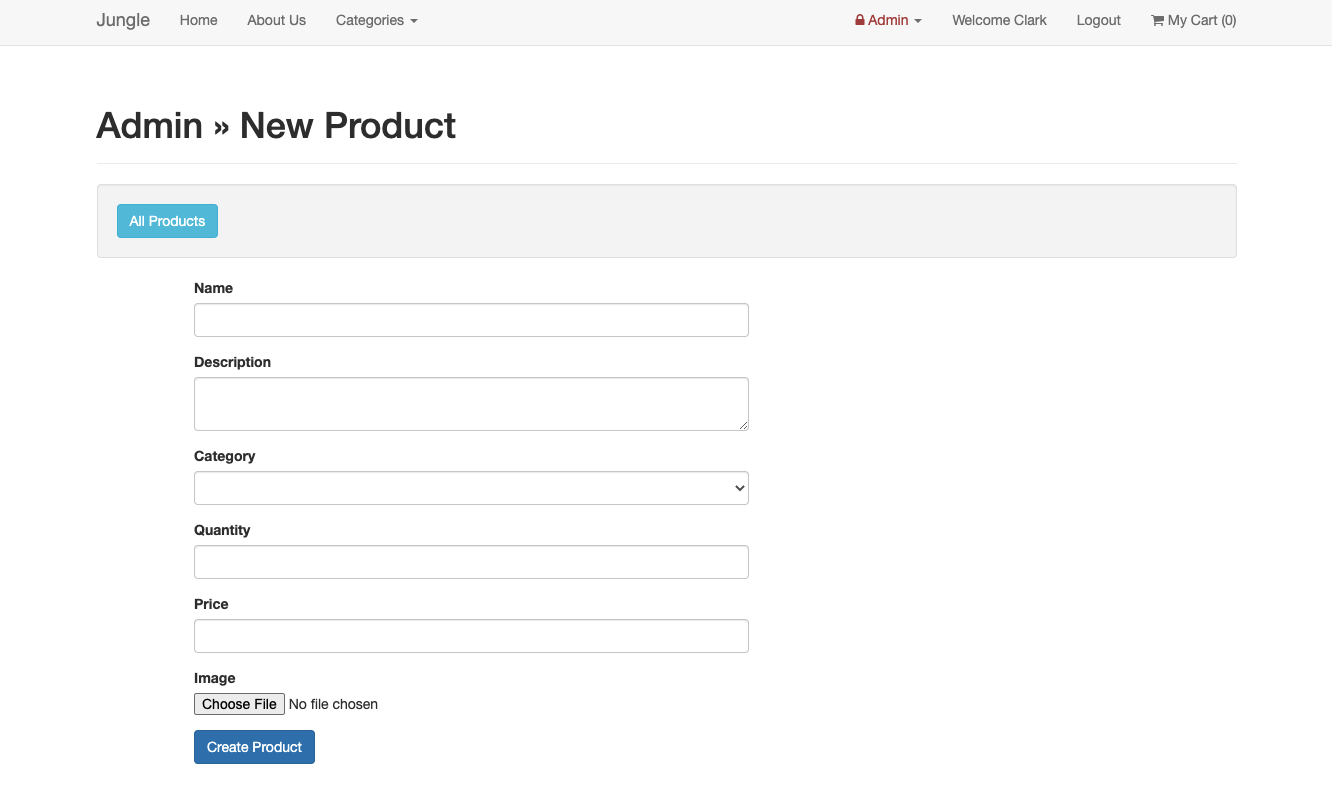 Jungle Home About Us Categories Admin Welcome Clark Logout My Cart (0)
Admin » New Product
All Products
Name
Description
Category
Quantity
Price
Image
Choose File No file chosen
Create Product